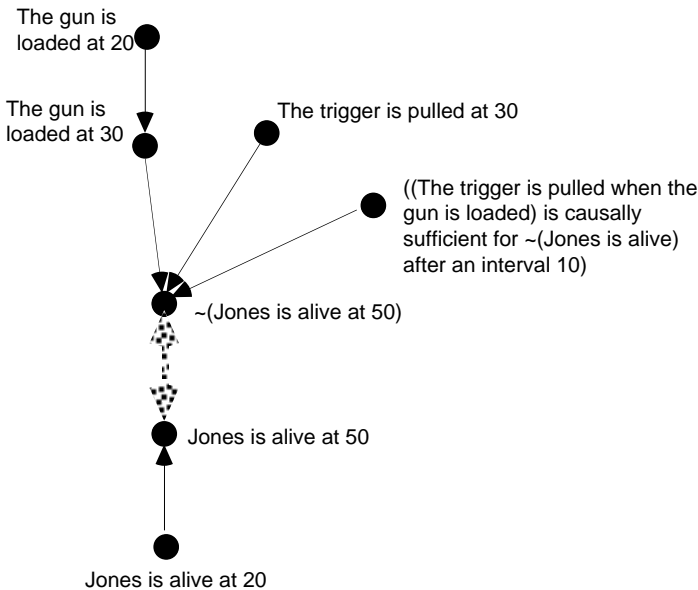 The gun is
loaded at 20
The gun is
loaded at 30
The trigger is pulled at 30
((The trigger is pulled when the
gun is loaded) is causally
sufficient for ~(Jones is alive)
after an interval 10)
~(Jones is alive at 50)
Jones is alive at 50
Jones is alive at 20